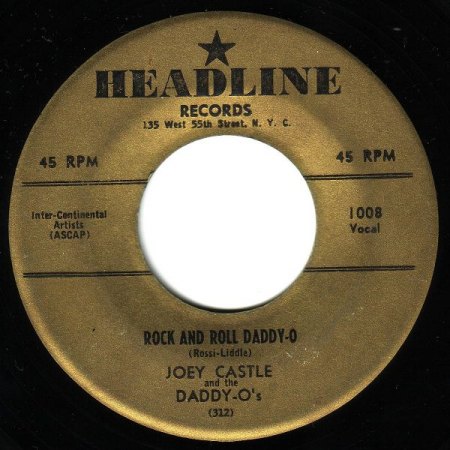 HEADLINE
RECORDS
135 West 55th Street, N. Y. C.
45 RPM
45 RPM
Inter-Continental
Artists
(ASCAP)
1008
Vocal
ROCK AND ROLL DADDY-O
(Rossi-Liddle)
JOEY CASTLE
and the
DADDY-O's
(312)